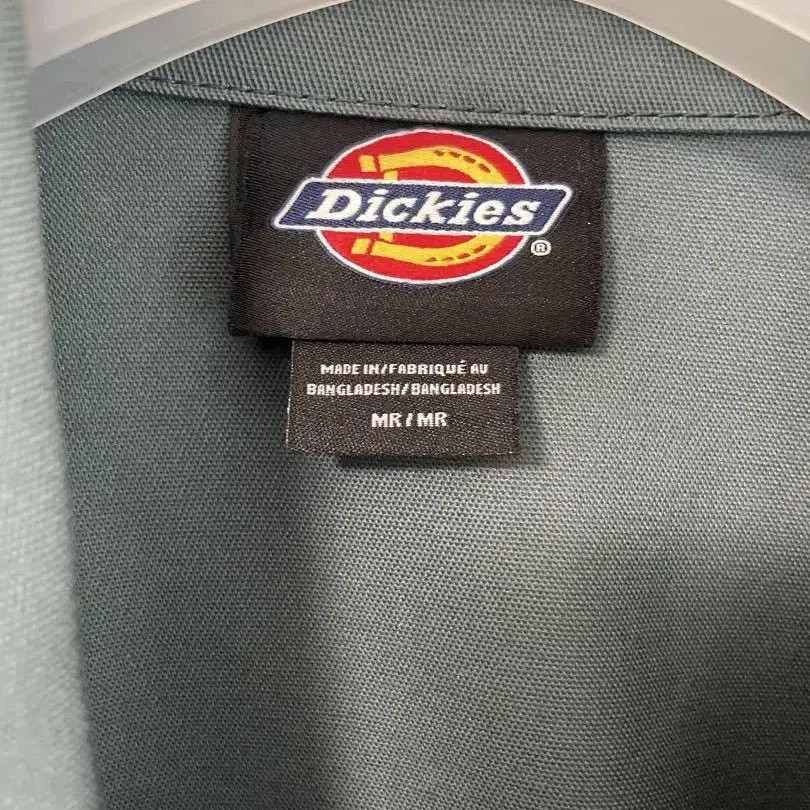 Dickies
®
MADE IN/FABRIQUÉ AU
BANGLADESH/BANGLADESH
MR/MR